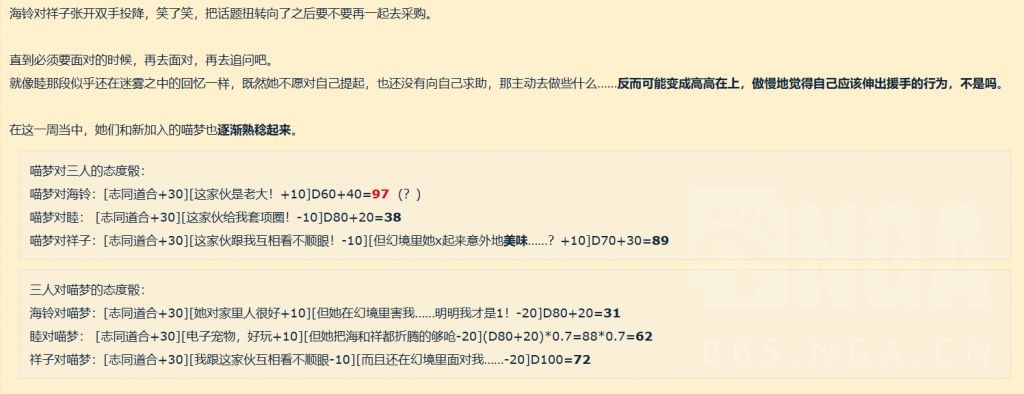 海铃对祥子张开双手投降，笑了笑，把话题扭转向了之后要不要再一起去采购。
直到必须要面对的时候，再去面对，再去追问吧。
就像睦那段似乎还在迷雾之中的回忆一样，既然她不愿对自己提起，也还没有向自己求助，那主动去做些什么……反而可能变成高高在上，傲慢地觉得自己应该伸出援手的行为，不是吗。
在这一周当中，她们和新加入的喵梦也逐渐熟稔起来。
喵梦对三人的态度骰：
喵梦对海铃：[志同道合+30][这家伙是老大！+10]D60+40=97（？）
喵梦对睦： [志同道合+30][这家伙给我套项圈！-10]D80+20=38
喵梦对祥子：[志同道合+30][这家伙跟我互相看不顺眼！-10][但幻境里她x起来意外地美味……？+10]D70+30=89
三人对喵梦的态度骰：
海铃对喵梦：[志同道合+30][她对家里人很好+10][但她在幻境里害我……明明我才是1！-20]D80+20=31
睦对喵梦： [志同道合+30][电子宠物，好玩+10][但她把海和祥都折腾的够呛-20](D80+20)*0.7=88*0.7=62
祥子对喵梦：[志同道合+30][我跟这家伙互相看不顺眼-10][而且还在幻境里面对我……-20]D100=72
NGA
BBS.NGA.CN